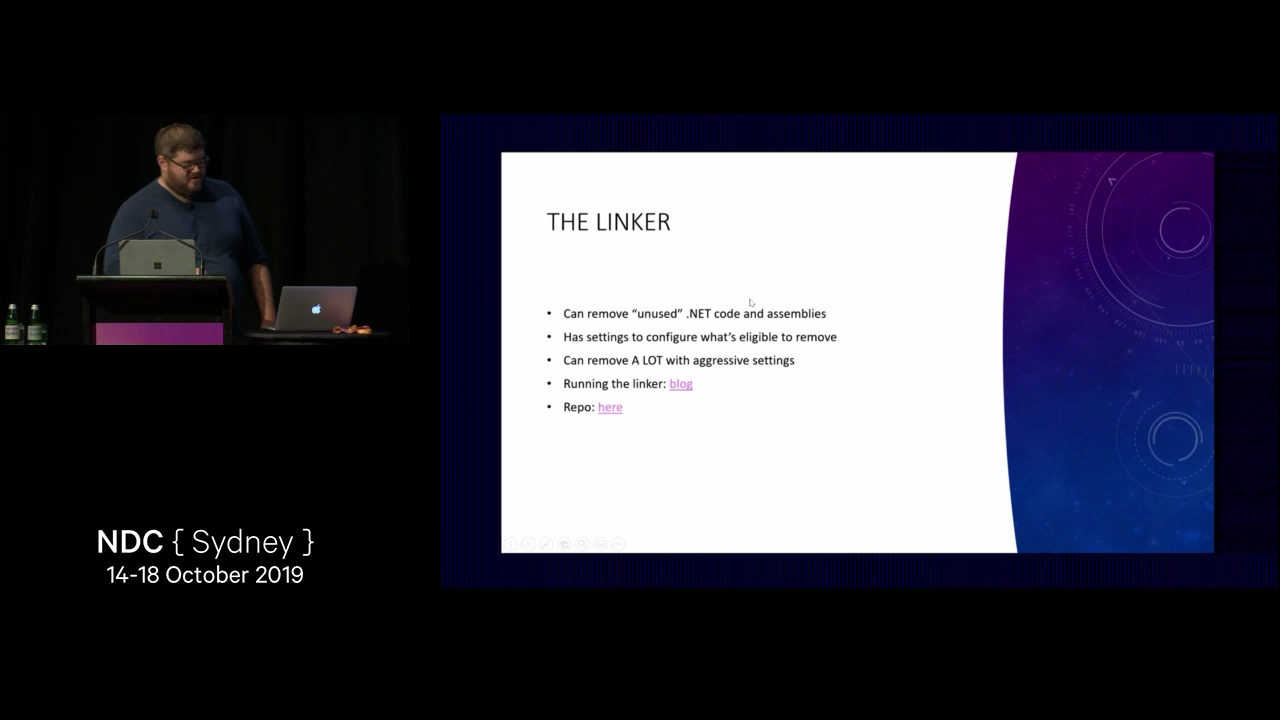 THE LINKER
• Can remove “unused” .NET code and assemblies
• Has settings to configure what’s eligible to remove
• Can remove A LOT with aggressive settings
• Running the linker: blog
• Repo: here
NDC { Sydney }
14-18 October 2019